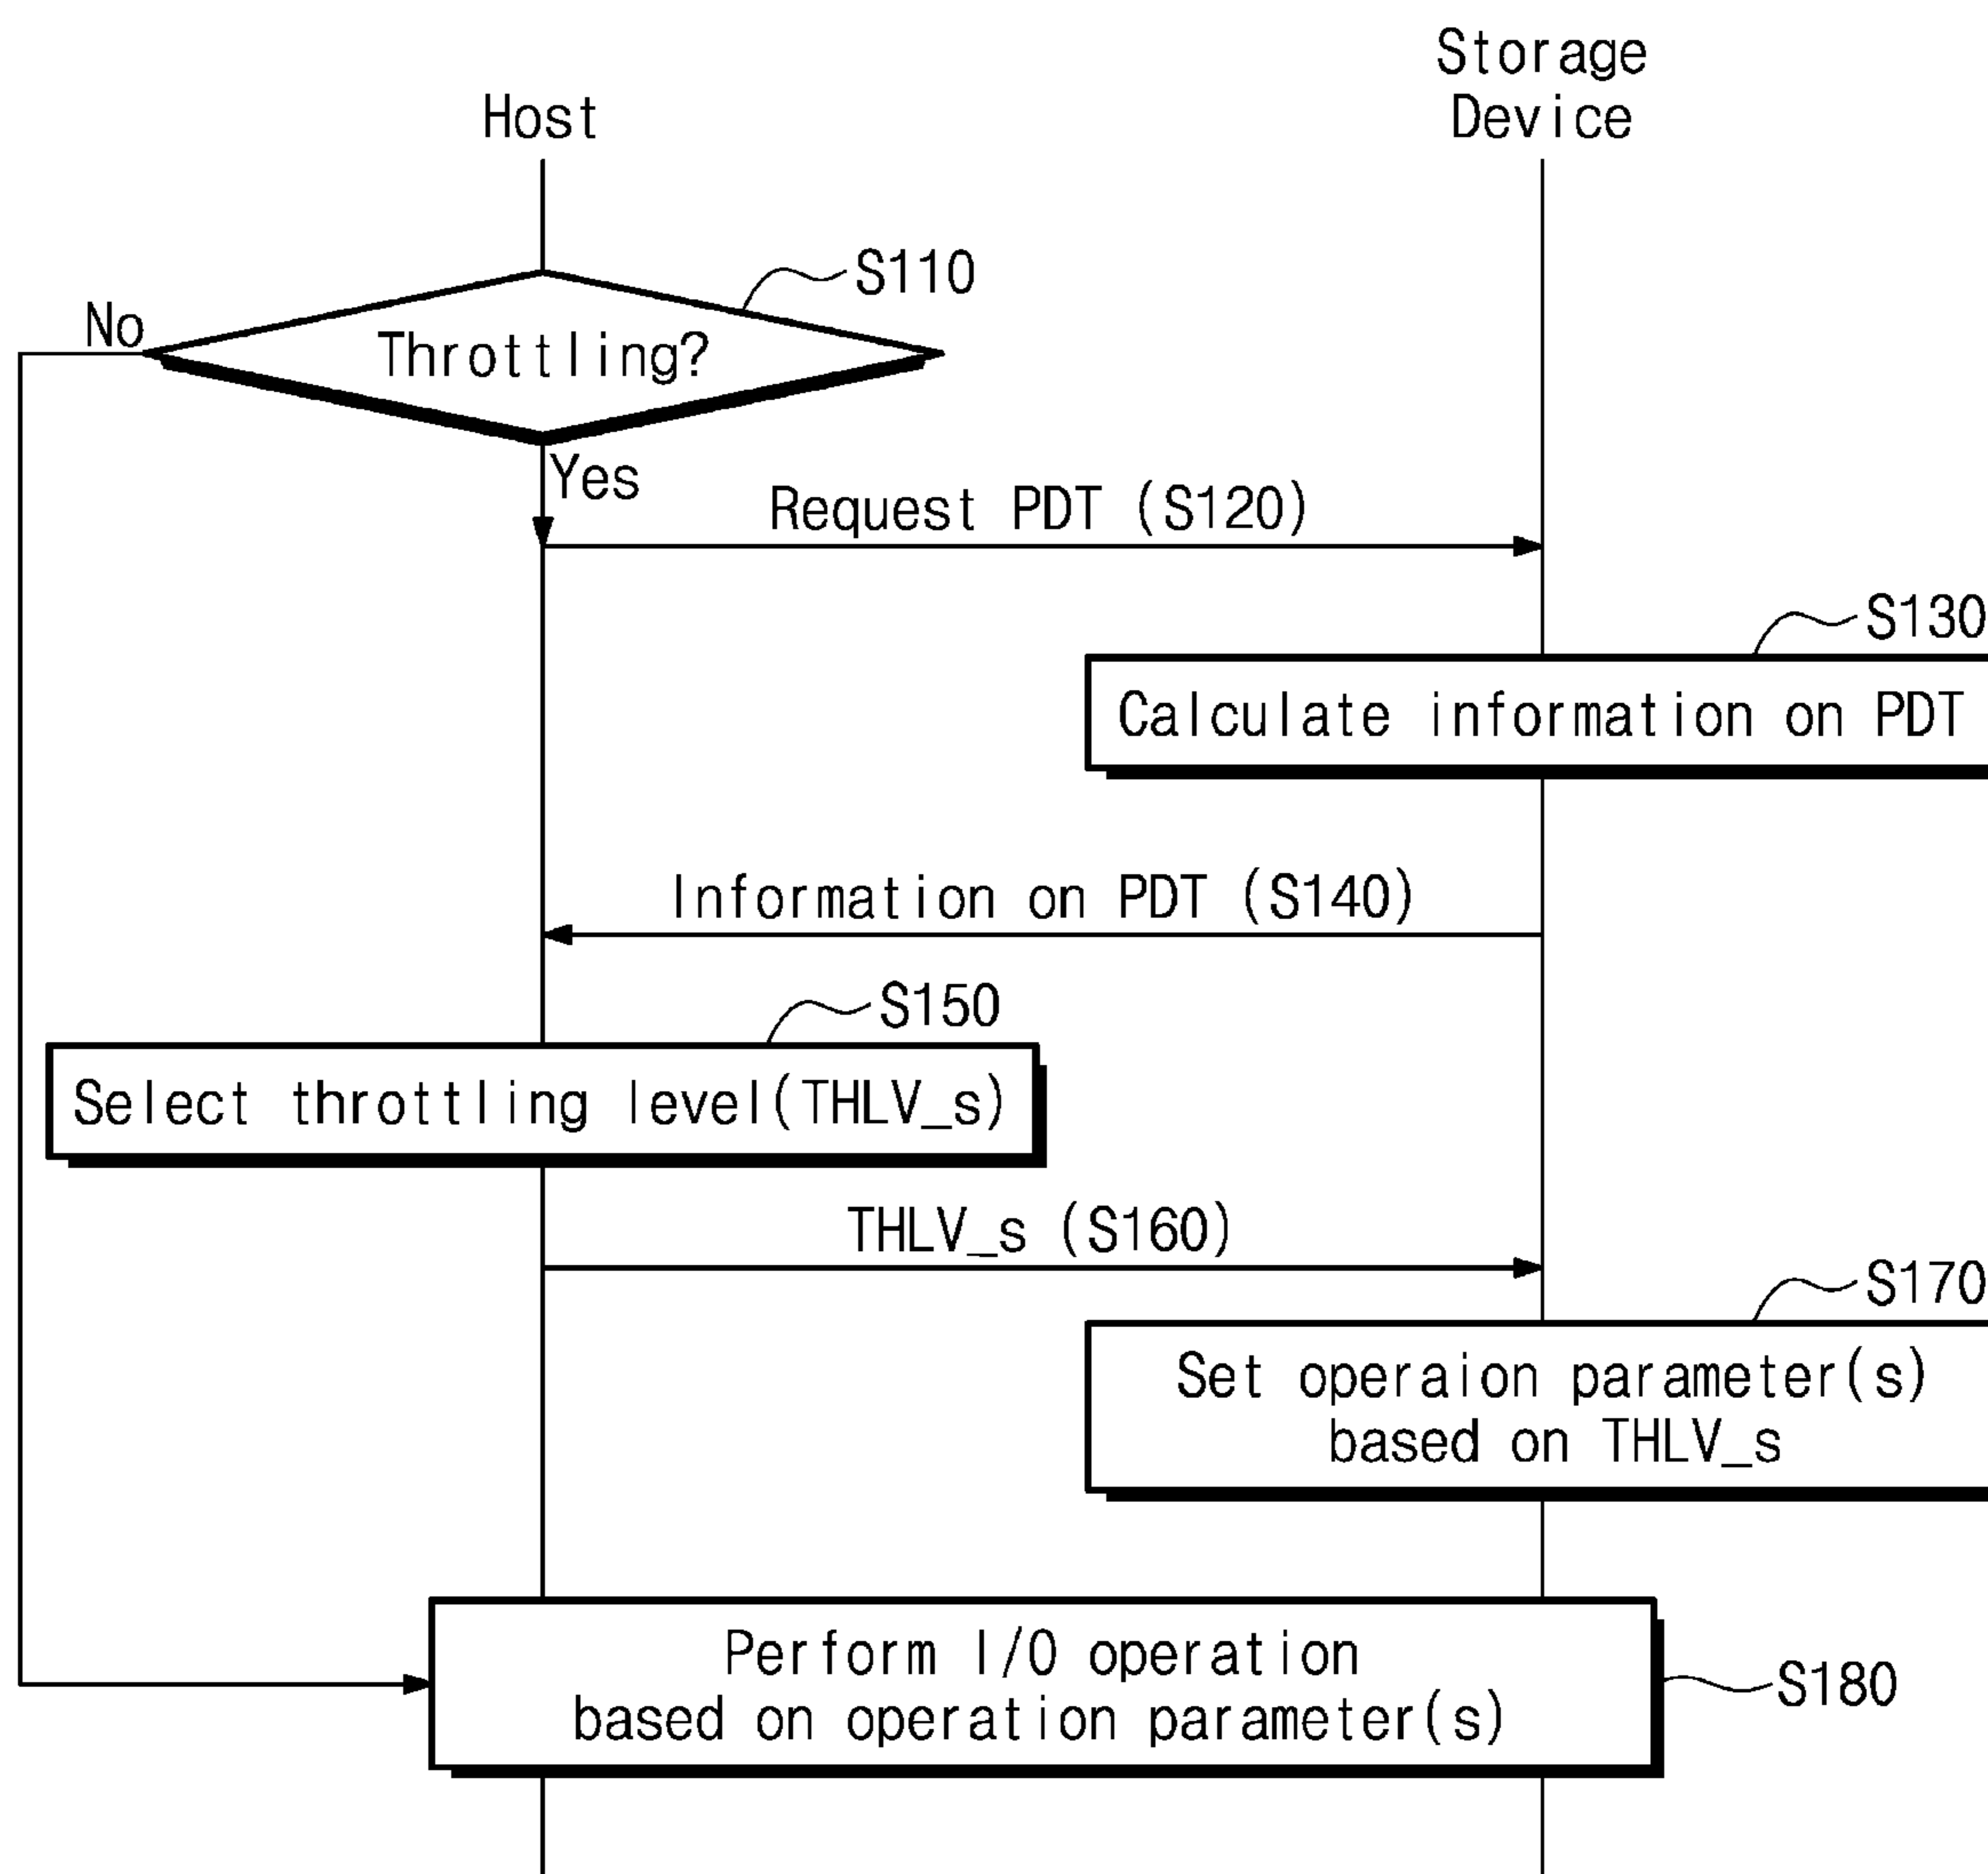 Storage
Device
Host
S110
No
Throttling?
Yes
Request PDT (S120)
S130
Calculate information on PDT
Information on PDT (S140)
S150
Select throttling level(THLV_s)
THLV_s (S160)
S170
Set operaion parameter(s)
based on THLV_s
Perform I/O operation
based on operation parameter(s)
S180